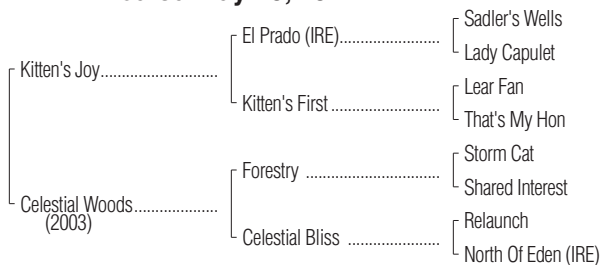 Sadler's Wells
El Prado (IRE)
Lady Capulet
Kitten's Joy
Lear Fan
Kitten's First
That's My Hon
Storm Cat
Forestry
Shared Interest
Celestial Woods
(2003)
Relaunch
Celestial Bliss
North Of Eden (IRE)